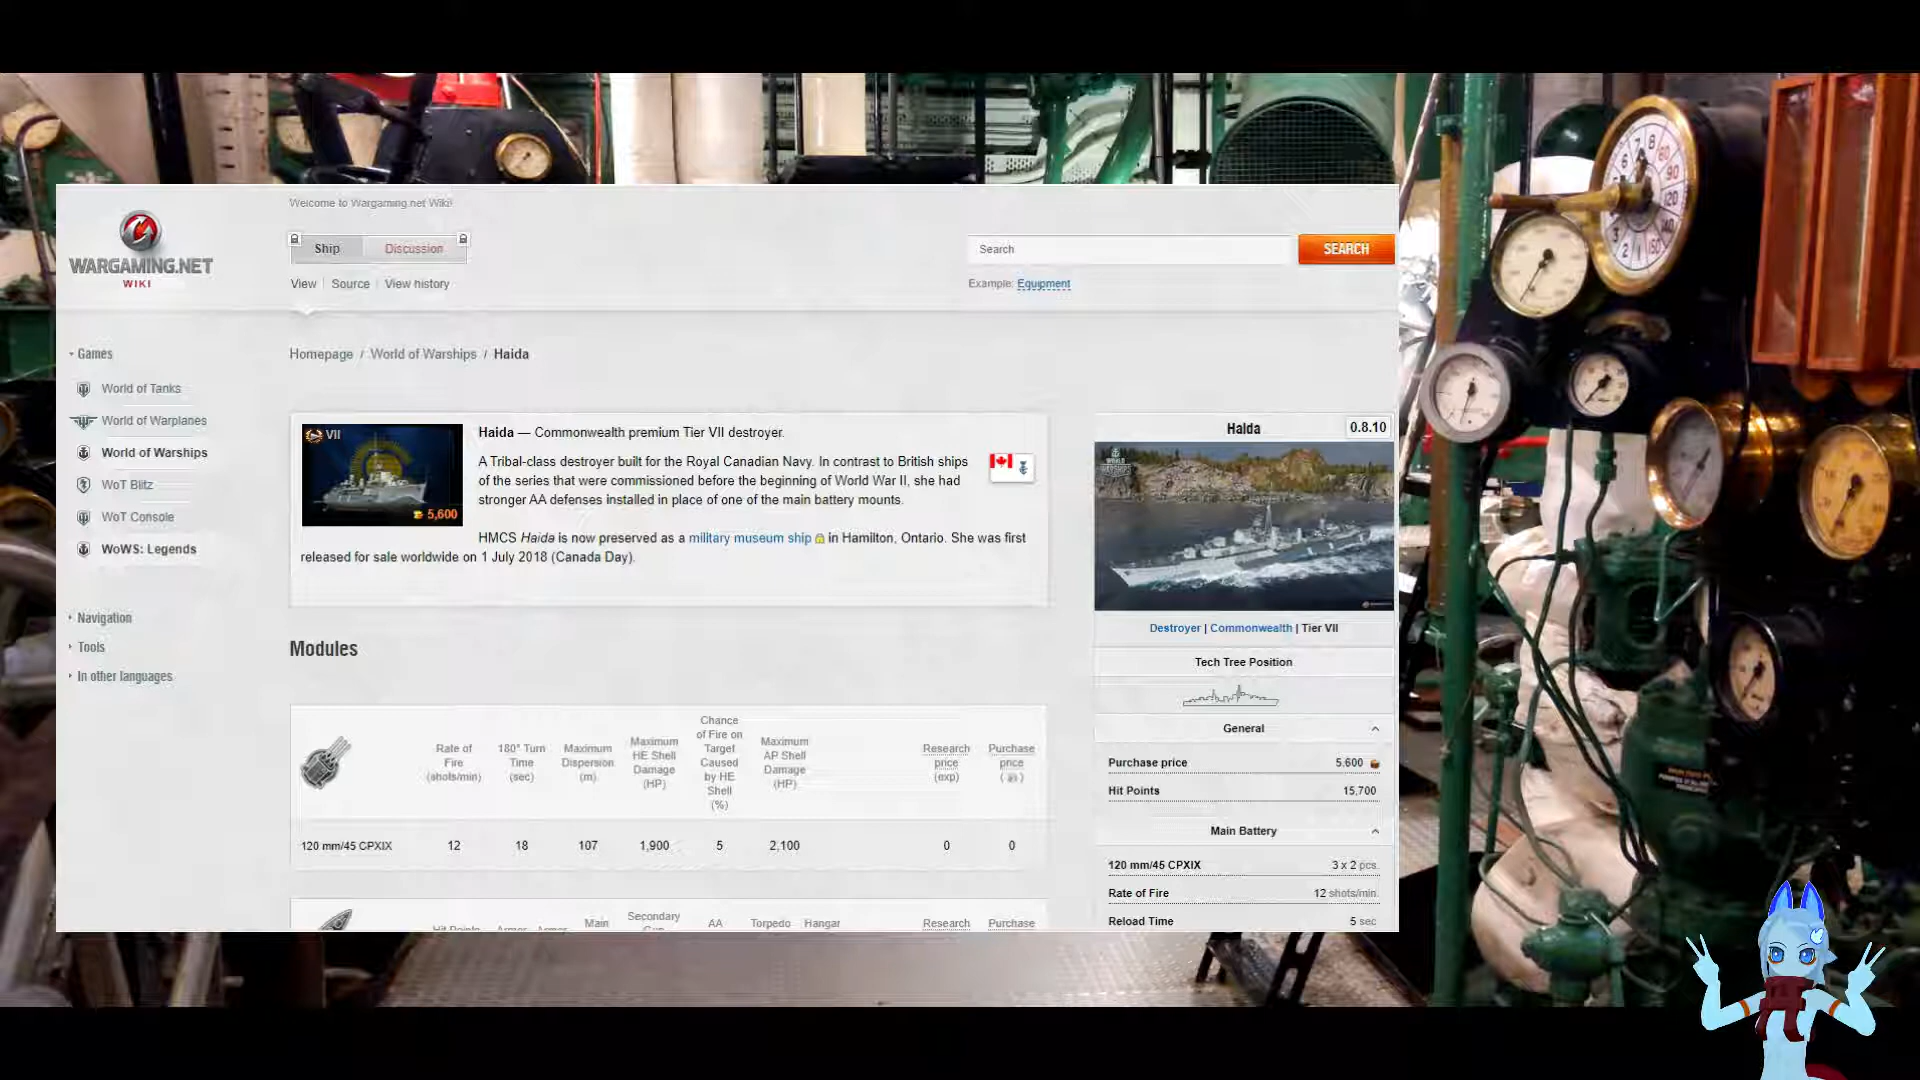 Welcome to Wargaming.net Wiki!
WARGAMING.NET
WIKI
Ship
Discussion
View
Source
View history
Search
SEARCH
Example: Equipment
Games
World of Tanks
World of Warplanes
World of Warships
WoT Blitz
WoT Console
WoWS: Legends
Navigation
Tools
In other languages
Homepage / World of Warships / Haida
VII
5,600
Haida — Commonwealth premium Tier VII destroyer.
A Tribal-class destroyer built for the Royal Canadian Navy. In contrast to British ships
of the series that were commissioned before the beginning of World War II, she had
stronger AA defenses installed in place of one of the main battery mounts.
HMCS Haida is now preserved as a military museum ship in Hamilton, Ontario. She was first
released for sale worldwide on 1 July 2018 (Canada Day).
Modules
Rate of Fire (shots/min)
180° Turn Time (sec)
Maximum Dispersion (m)
Maximum HE Shell Damage (HP)
Chance of Fire on Target Caused by HE Shell (%)
Maximum AP Shell Damage (HP)
Research price (exp)
Purchase price
120 mm/45 CPXIX 12 18 107 1,900 5 2,100 0 0
Hit Points
Main
Secondary
AA
Torpedo
Hangar
Research
Purchase
Haida
0.8.10
WORLD
WARSHIPS
Destroyer | Commonwealth | Tier VII
Tech Tree Position
General
Purchase price 5,600
Hit Points 15,700
Main Battery
120 mm/45 CPXIX 3 x 2 pcs.
Rate of Fire 12 shots/min.
Reload Time 5 sec